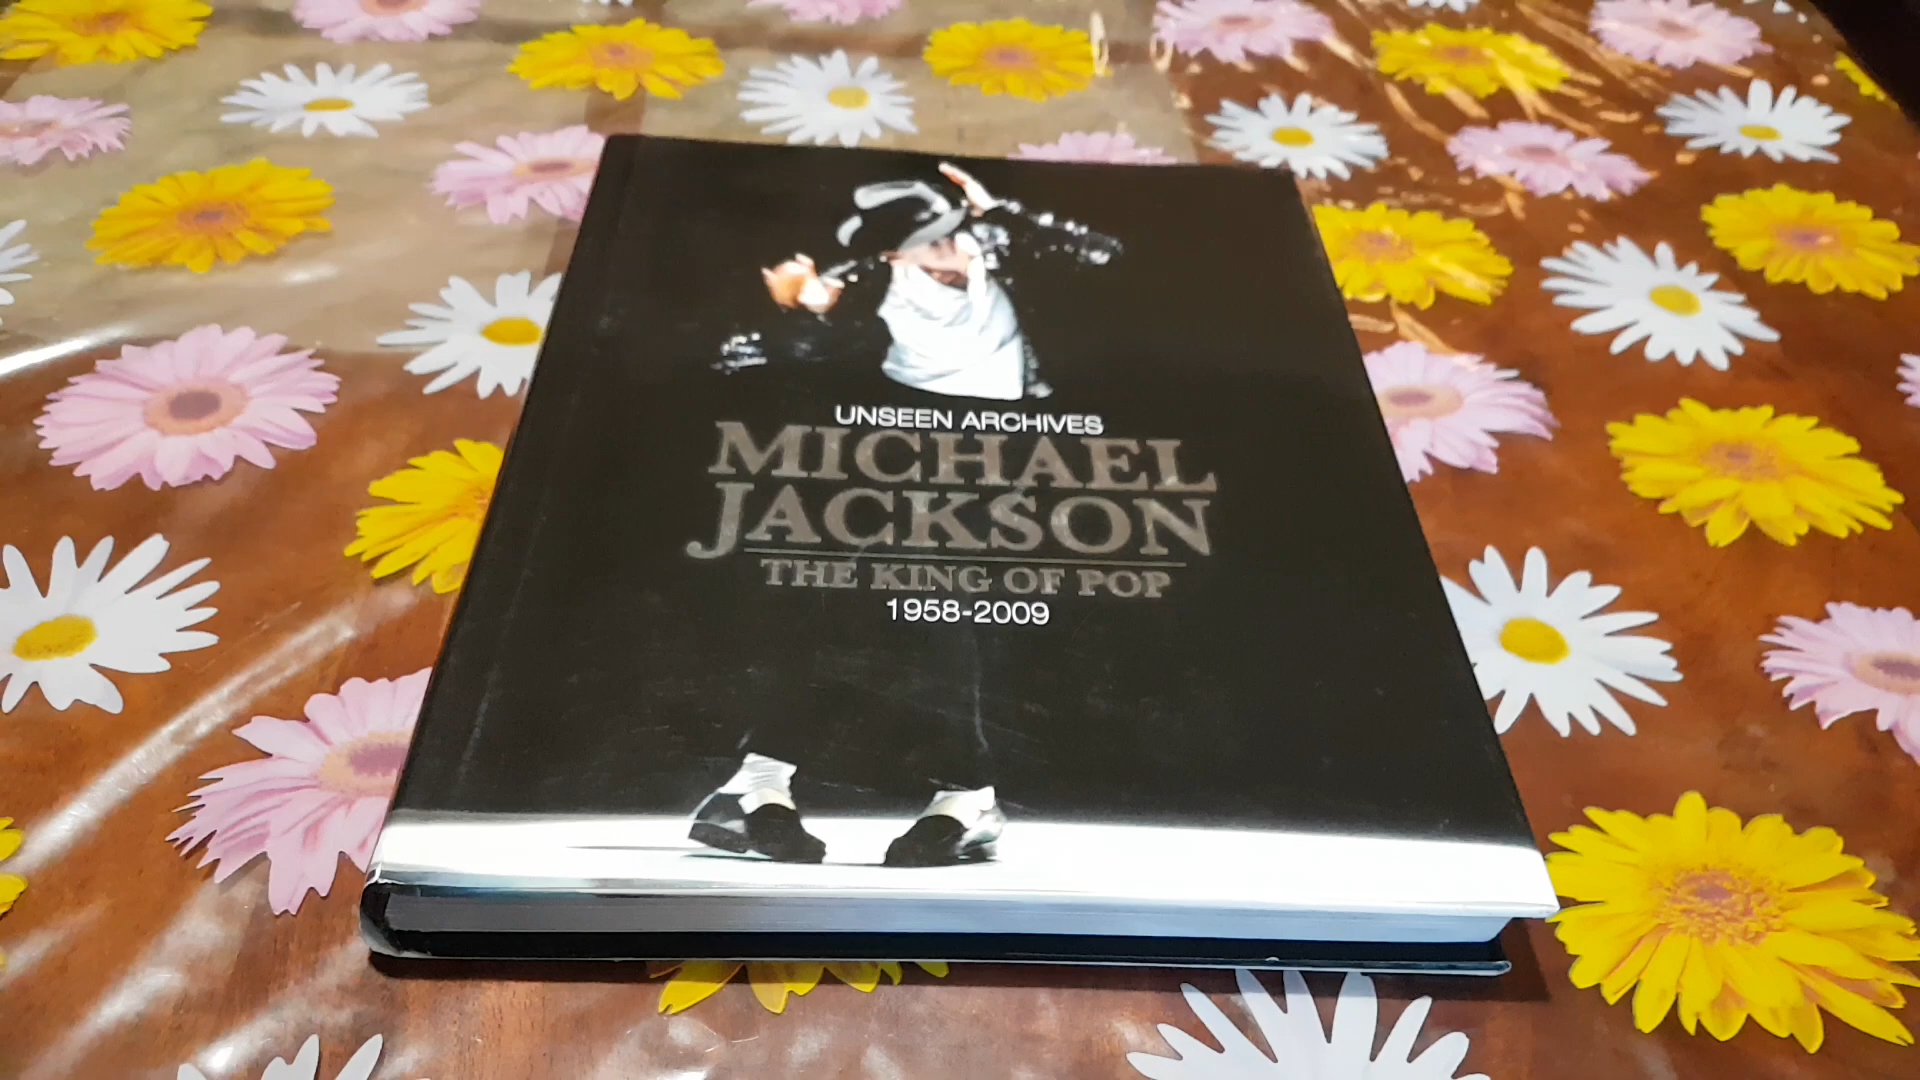 UNSEEN ARCHIVES
MICHAEL
JACKSON
THE KING OF POP
1958-2009